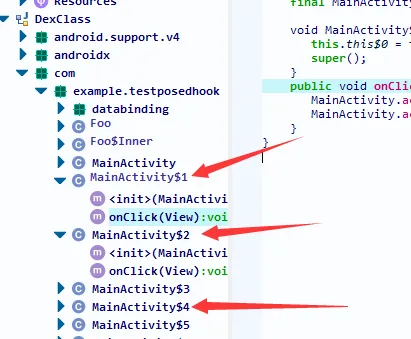 Resources
DexClass
android.support.v4
androidx
com
example.testposedhook
databinding
Foo
Foo$Inner
MainActivity
MainActivity$1
<init>(MainActivi
onClick(View):voi
MainActivity$2
<init>(MainActivi
onClick(View):voi
MainActivity$3
MainActivity$4
MainActivity$5
final MainActivity
void MainActivity$
this.this$0 =
super();
}
public void onClic
MainActivity.ac
MainActivity.ac
}
}